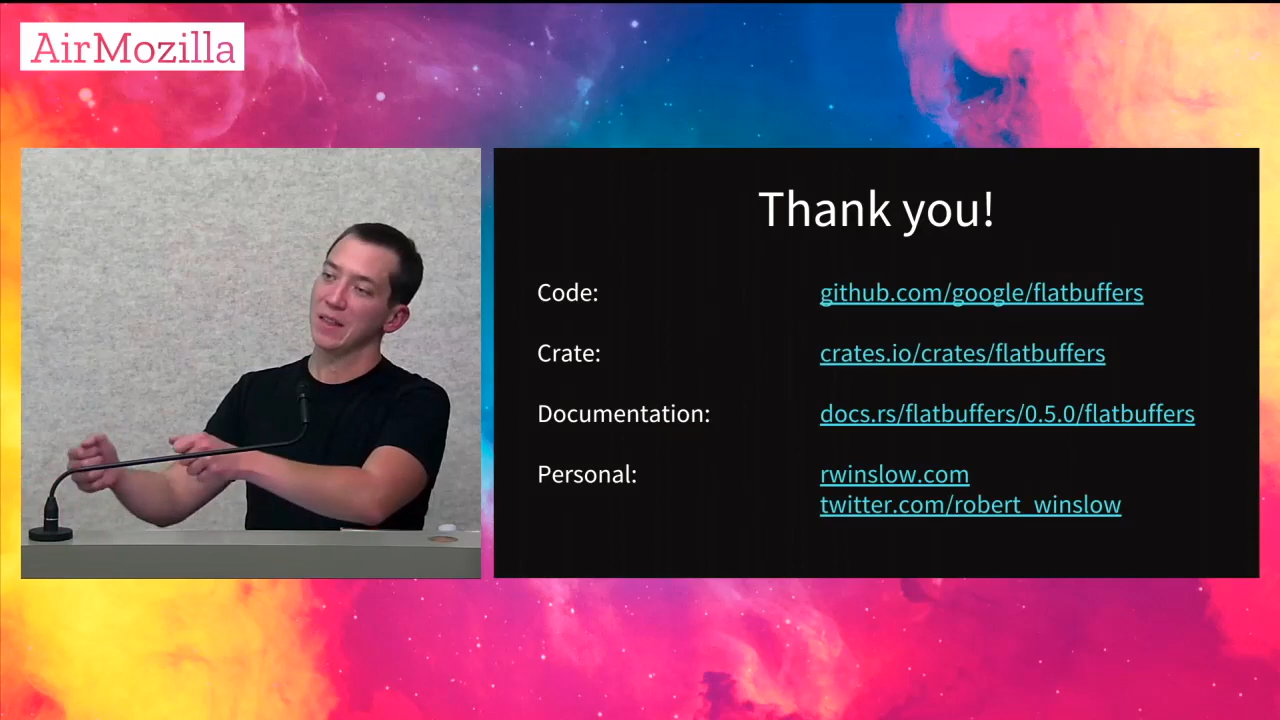 AirMozilla
Thank you!
Code: github.com/google/flatbuffers
Crate: crates.io/crates/flatbuffers
Documentation: docs.rs/flatbuffers/0.5.0/flatbuffers
Personal: rwinslow.com
twitter.com/robert_winslow